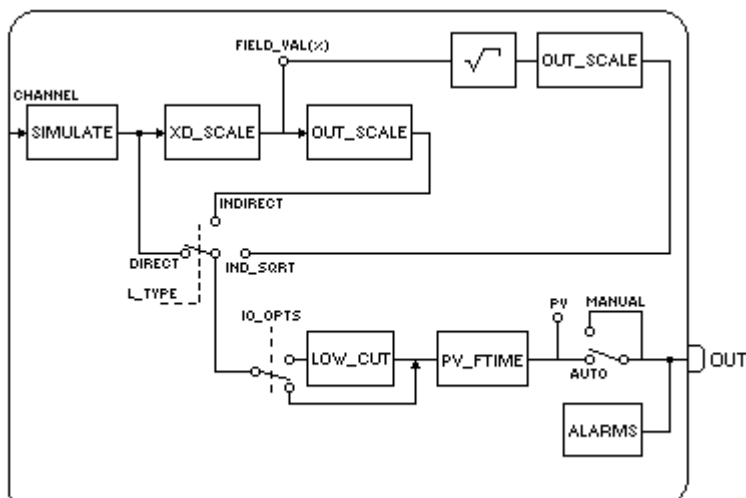 FIELD_VAL(%)
√
OUT_SCALE
CHANNEL
SIMULATE
XD_SCALE
OUT_SCALE
INDIRECT
DIRECT
IND_SQRT
L_TYPE
IO_OPTS
PV
MANUAL
LOW_CUT
PV_FTIME
AUTO
OUT
ALARMS